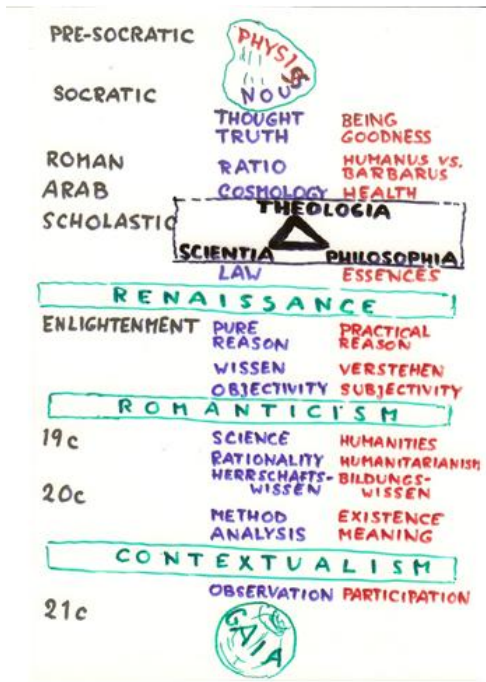 PRE-SOCRATIC PHYSIS
SOCRATIC NOUS
THOUGHT BEING
TRUTH GOODNESS
ROMAN RATIO HUMANUS VS. BARBARUS
ARAB COSMOLOGY HEALTH
SCHOLASTIC THEOLOGIA
SCIENTIA PHILOSOPHIA
LAW ESSENCES
RENAISSANCE
ENLIGHTENMENT PURE REASON PRACTICAL REASON
WISSEN VERSTEHEN
OBJECTIVITY SUBJECTIVITY
ROMANTICISM
19c SCIENCE HUMANITIES
RATIONALITY HUMANITARIANISM
20c HERRSCHAFTS-WISSEN BILDUNGS-WISSEN
METHOD EXISTENCE
ANALYSIS MEANING
CONTEXTUALISM
OBSERVATION PARTICIPATION
21c GAIA